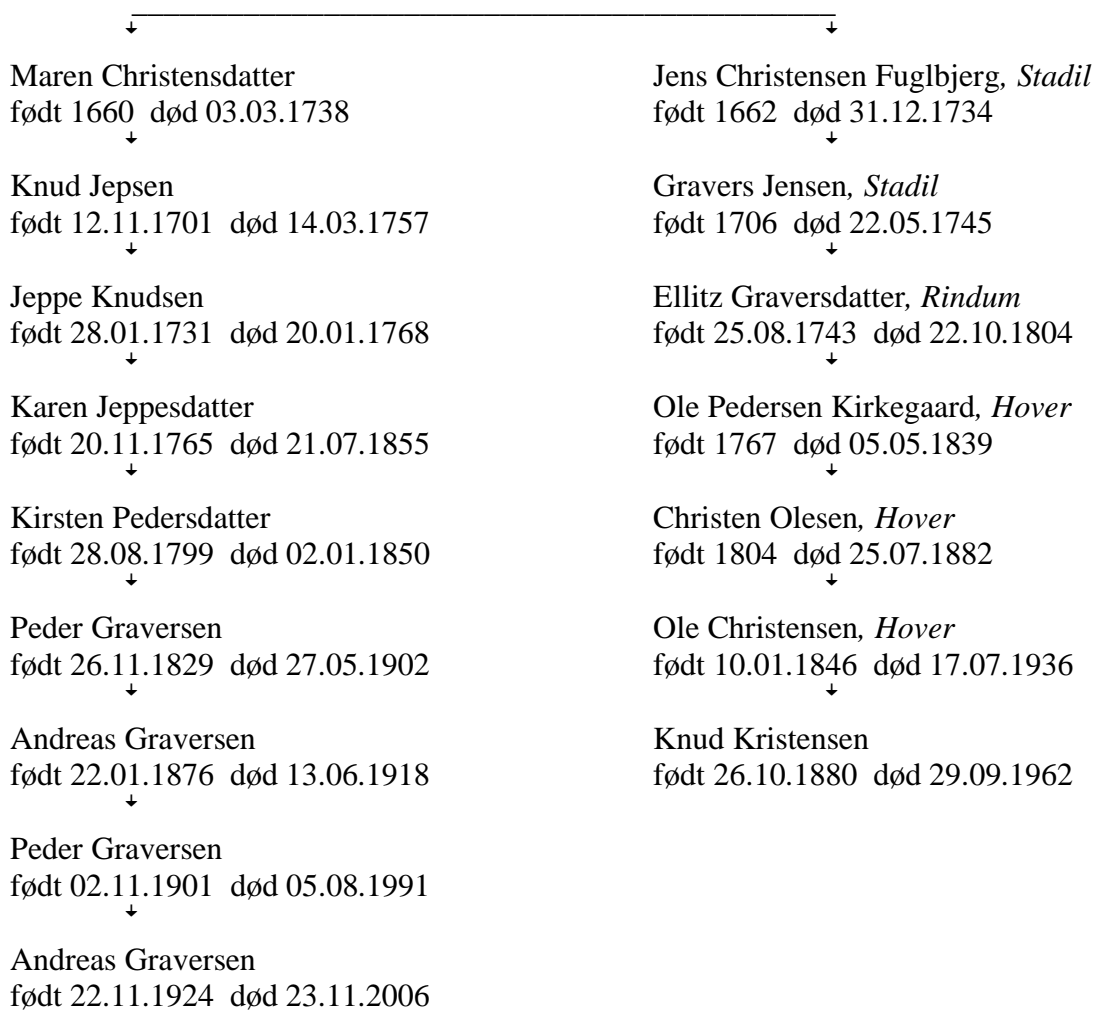 Maren Christensdatter
født 1660 død 03.03.1738
Knud Jepsen
født 12.11.1701 død 14.03.1757
Jeppe Knudsen
født 28.01.1731 død 20.01.1768
Karen Jeppesdatter
født 20.11.1765 død 21.07.1855
Kirsten Pedersdatter
født 28.08.1799 død 02.01.1850
Peder Graversen
født 26.11.1829 død 27.05.1902
Andreas Graversen
født 22.01.1876 død 13.06.1918
Peder Graversen
født 02.11.1901 død 05.08.1991
Andreas Graversen
født 22.11.1924 død 23.11.2006
Jens Christensen Fuglbjerg, Stadil
født 1662 død 31.12.1734
Gravers Jensen, Stadil
født 1706 død 22.05.1745
Ellitz Graversdatter, Rindum
født 25.08.1743 død 22.10.1804
Ole Pedersen Kirkegaard, Hover
født 1767 død 05.05.1839
Christen Olesen, Hover
født 1804 død 25.07.1882
Ole Christensen, Hover
født 10.01.1846 død 17.07.1936
Knud Kristensen
født 26.10.1880 død 29.09.1962